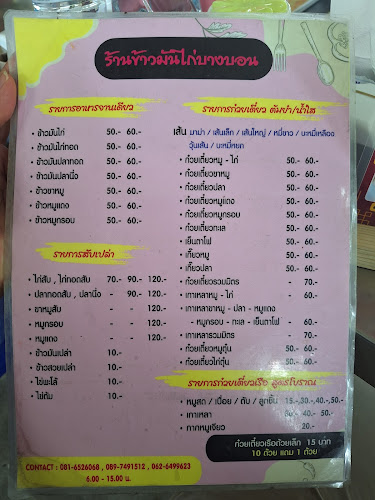 ร้านข้าวมันไก่บางบอน
รายการอาหารจานเดียว
• ข้าวมันไก่ 50.- 60.-
• ข้าวมันไก่ทอด 50.- 60.-
• ข้าวมันปลาทอด 50.- 60.-
• ข้าวมันปลานึ่ง 50.- 60.-
• ข้าวขาหมู 50.- 60.-
• ข้าวหมูแดง 50.- 60.-
• ข้าวหมูกรอบ 50.- 60.-
รายการสับเปล่า
• ไก่สับ , ไก่ทอดสับ 70.- 90.- 120.-
• ปลาทอดสับ , ปลานึ่ง - 90.- 120.-
• ขาหมูสับ - - 120.-
• หมูกรอบ - - 120.-
• หมูแดง - - 120.-
• ข้าวมันเปล่า 10.-
• ข้าวสวยเปล่า 10.-
• ไข่พะโล้ 10.-
• ไข่ต้ม 10.-
CONTACT : 081-6526068 , 089-7491512 , 062-6499623
6.00 - 15.00 น.
รายการก๋วยเตี๋ยว ต้มยำ/น้ำใส
เส้น มาม่า / เส้นเล็ก / เส้นใหญ่ / หมี่ขาว / บะหมี่เหลือง
วุ้นเส้น / บะหมี่หยก
• ก๋วยเตี๋ยวหมู - ไก่ 50.- 60.-
• ก๋วยเตี๋ยวขาหมู 50.- 60.-
• ก๋วยเตี๋ยวปลา 50.- 60.-
• ก๋วยเตี๋ยวหมูแดง 50.- 60.-
• ก๋วยเตี๋ยวหมูกรอบ 50.- 60.-
• ก๋วยเตี๋ยวทะเล 50.- 60.-
• เย็นตาโฟ 50.- 60.-
• เกี๊ยวหมู 50.- 60.-
• เกี๊ยวปลา 50.- 60.-
• ก๋วยเตี๋ยวรวมมิตร - 70.-
• เกาเหลาหมู - ไก่ - 60.-
• เกาเหลาขาหมู - ปลา - หมูแดง
- หมูกรอบ - ทะเล - เย็นตาโฟ - 60.-
• เกาเหลารวมมิตร - 70.-
• ก๋วยเตี๋ยวหมูตุ๋น 50.- 60.-
• ก๋วยเตี๋ยวไก่ตุ๋น 50.- 60.-
รายการก๋วยเตี๋ยวเรือ สูตรโบราณ
• หมูสด / เปื่อย / ตับ / ลูกชิ้น 15.-,30.-,40.-,50.-
• เกาเหลา 40.- 50.-
• กากหมูเจียว 20.-
ก๋วยเตี๋ยวเรือถ้วยเล็ก 15 บาท
10 ถ้วย แถม 1 ถ้วย